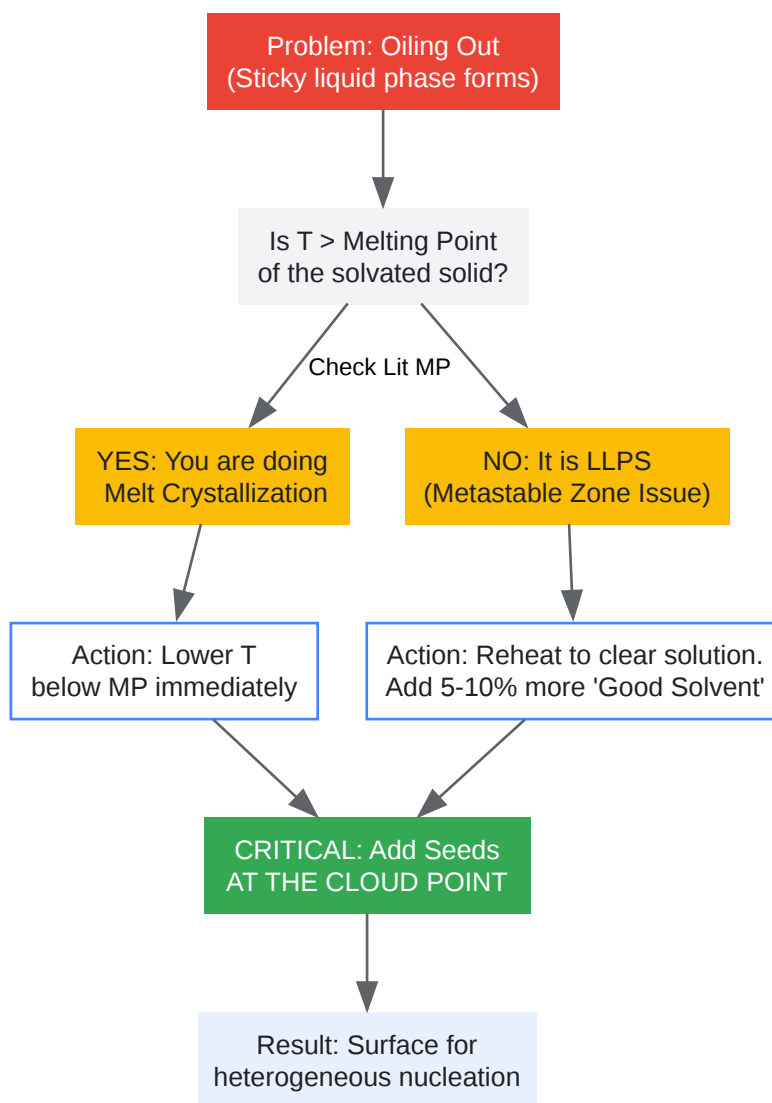 Problem: Oiling Out
(Sticky liquid phase forms)
Is T > Melting Point
of the solvated solid?
Check Lit MP
YES: You are doing
Melt Crystallization
NO: It is LLPS
(Metastable Zone Issue)
Action: Lower T
below MP immediately
Action: Reheat to clear solution.
Add 5-10% more 'Good Solvent'
CRITICAL: Add Seeds
AT THE CLOUD POINT
Result: Surface for
heterogeneous nucleation